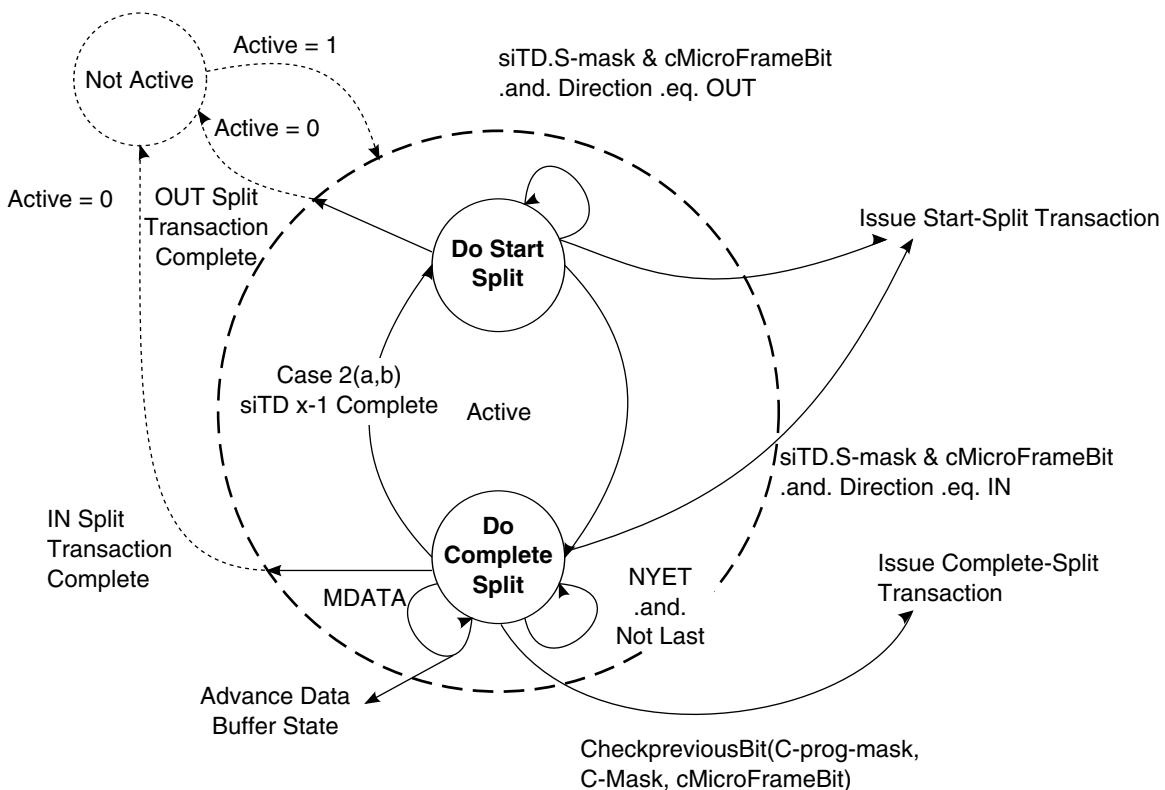 Not Active
Active = 1
siTD.S-mask & cMicroFrameBit
.and. Direction .eq. OUT
Active = 0
Active = 0
OUT Split
Transaction
Complete
Do Start
Split
Issue Start-Split Transaction
Case 2(a,b)
siTD x-1 Complete
Active
siTD.S-mask & cMicroFrameBit
.and. Direction .eq. IN
IN Split
Transaction
Complete
Do
Complete
Split
MDATA
NYET
.and.
Not Last
Issue Complete-Split
Transaction
Advance Data
Buffer State
CheckpreviousBit(C-prog-mask,
C-Mask, cMicroFrameBit)